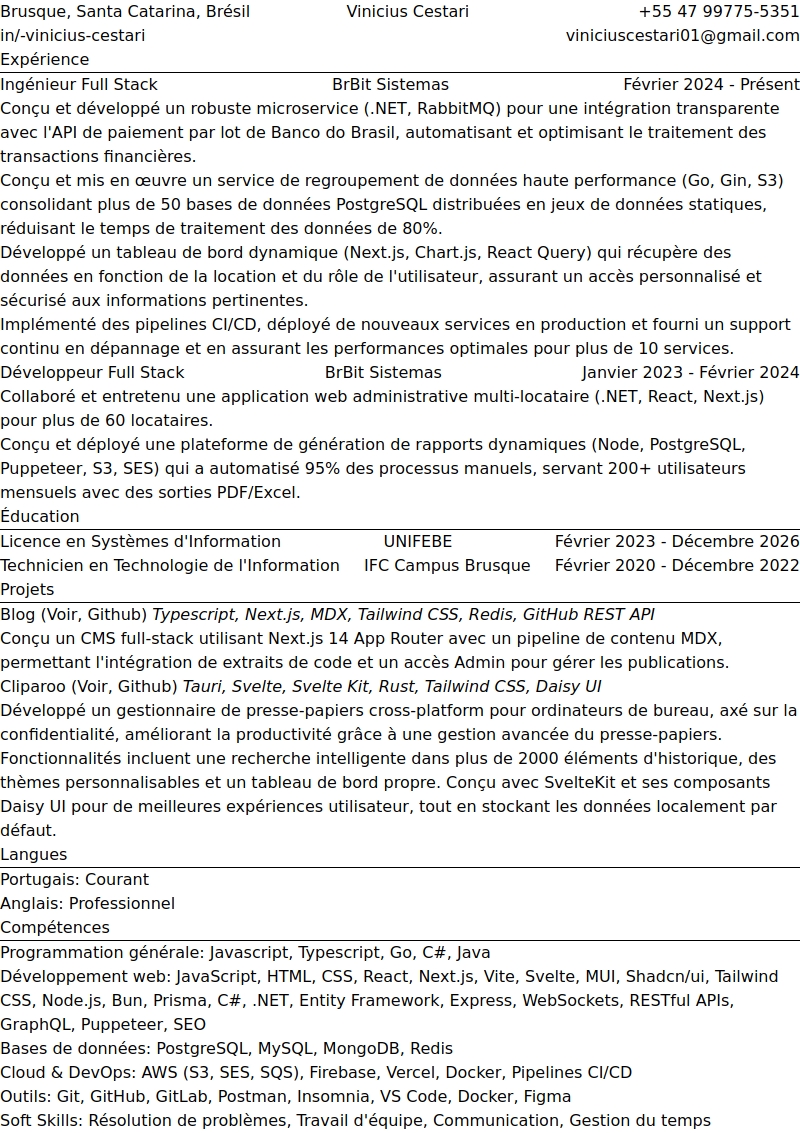 Brusque, Santa Catarina, Brésil Vinicius Cestari +55 47 99775-5351
in/-vinicius-cestari viniciuscestari01@gmail.com
Expérience
Ingénieur Full Stack BrBit Sistemas Février 2024 - Présent
Conçu et développé un robuste microservice (.NET, RabbitMQ) pour une intégration transparente
avec l'API de paiement par lot de Banco do Brasil, automatisant et optimisant le traitement des
transactions financières.
Conçu et mis en œuvre un service de regroupement de données haute performance (Go, Gin, S3)
consolidant plus de 50 bases de données PostgreSQL distribuées en jeux de données statiques,
réduisant le temps de traitement des données de 80%.
Développé un tableau de bord dynamique (Next.js, Chart.js, React Query) qui récupère des
données en fonction de la location et du rôle de l'utilisateur, assurant un accès personnalisé et
sécurisé aux informations pertinentes.
Implémenté des pipelines CI/CD, déployé de nouveaux services en production et fourni un support
continu en dépannage et en assurant les performances optimales pour plus de 10 services.
Développeur Full Stack BrBit Sistemas Janvier 2023 - Février 2024
Collaboré et entretenu une application web administrative multi-locataire (.NET, React, Next.js)
pour plus de 60 locataires.
Conçu et déployé une plateforme de génération de rapports dynamiques (Node, PostgreSQL,
Puppeteer, S3, SES) qui a automatisé 95% des processus manuels, servant 200+ utilisateurs
mensuels avec des sorties PDF/Excel.
Éducation
Licence en Systèmes d'Information UNIFEBE Février 2023 - Décembre 2026
Technicien en Technologie de l'Information IFC Campus Brusque Février 2020 - Décembre 2022
Projets
Blog (Voir, Github) Typescript, Next.js, MDX, Tailwind CSS, Redis, GitHub REST API
Conçu un CMS full-stack utilisant Next.js 14 App Router avec un pipeline de contenu MDX,
permettant l'intégration de extraits de code et un accès Admin pour gérer les publications.
Cliparoo (Voir, Github) Tauri, Svelte, Svelte Kit, Rust, Tailwind CSS, Daisy UI
Développé un gestionnaire de presse-papiers cross-platform pour ordinateurs de bureau, axé sur la
confidentialité, améliorant la productivité grâce à une gestion avancée du presse-papiers.
Fonctionnalités incluent une recherche intelligente dans plus de 2000 éléments d'historique, des
thèmes personnalisables et un tableau de bord propre. Conçu avec SvelteKit et ses composants
Daisy UI pour de meilleures expériences utilisateur, tout en stockant les données localement par
défaut.
Langues
Portugais: Courant
Anglais: Professionnel
Compétences
Programmation générale: Javascript, Typescript, Go, C#, Java
Développement web: JavaScript, HTML, CSS, React, Next.js, Vite, Svelte, MUI, Shadcn/ui, Tailwind
CSS, Node.js, Bun, Prisma, C#, .NET, Entity Framework, Express, WebSockets, RESTful APIs,
GraphQL, Puppeteer, SEO
Bases de données: PostgreSQL, MySQL, MongoDB, Redis
Cloud & DevOps: AWS (S3, SES, SQS), Firebase, Vercel, Docker, Pipelines CI/CD
Outils: Git, GitHub, GitLab, Postman, Insomnia, VS Code, Docker, Figma
Soft Skills: Résolution de problèmes, Travail d'équipe, Communication, Gestion du temps